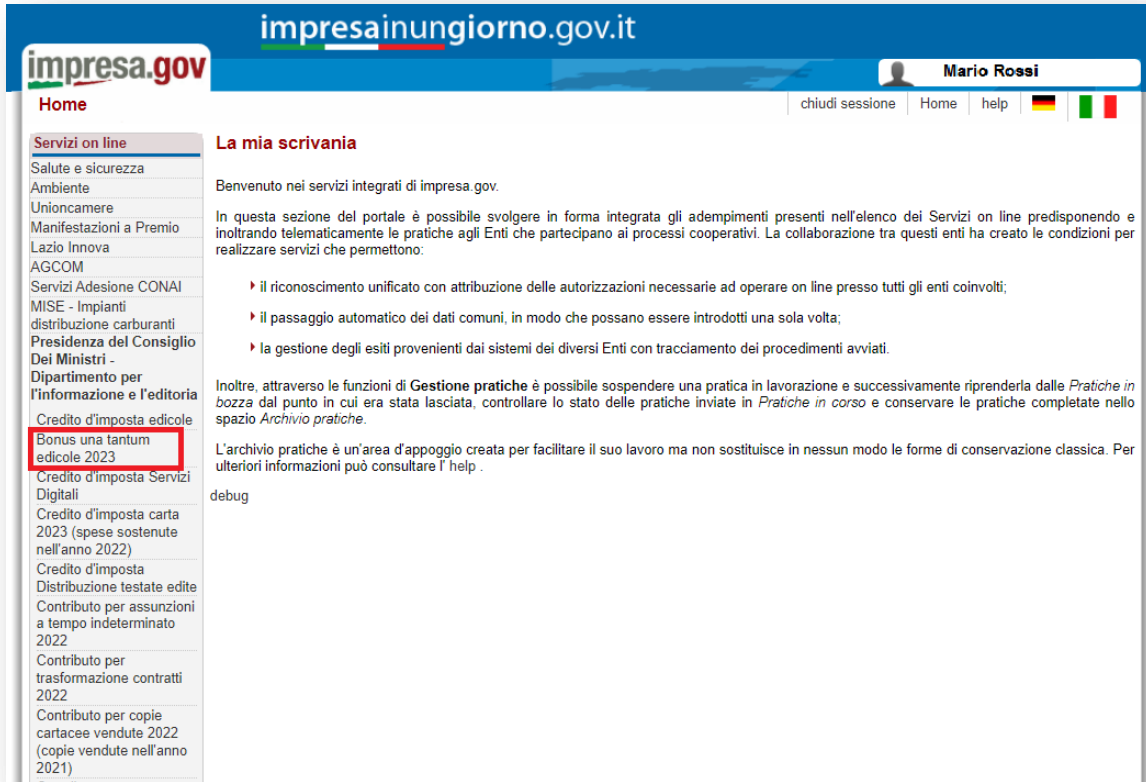 impresainungiorno.gov.it
impresa.gov
Mario Rossi
Home
chiudi sessione Home help
Servizi on line
Salute e sicurezza
Ambiente
Unioncamere
Manifestazioni a Premio
Lazio Innova
AGCOM
Servizi Adesione CONAI
MISE - Impianti
distribuzione carburanti
Presidenza del Consiglio
Dei Ministri -
Dipartimento per
l'informazione e l'editoria
Credito d'imposta edicole
Bonus una tantum
edicole 2023
Credito d'imposta Servizi
Digitali
Credito d'imposta carta
2023 (spese sostenute
nell'anno 2022)
Credito d'imposta
Distribuzione testate edite
Contributo per assunzioni
a tempo indeterminato
2022
Contributo per
trasformazione contratti
2022
Contributo per copie
cartacee vendute 2022
(copie vendute nell'anno
2021)
La mia scrivania
Benvenuto nei servizi integrati di impresa.gov.
In questa sezione del portale è possibile svolgere in forma integrata gli adempimenti presenti nell'elenco dei Servizi on line predisponendo e
inoltrando telematicamente le pratiche agli Enti che partecipano ai processi cooperativi. La collaborazione tra questi enti ha creato le condizioni per
realizzare servizi che permettono:
il riconoscimento unificato con attribuzione delle autorizzazioni necessarie ad operare on line presso tutti gli enti coinvolti;
il passaggio automatico dei dati comuni, in modo che possano essere introdotti una sola volta;
la gestione degli esiti provenienti dai sistemi dei diversi Enti con tracciamento dei procedimenti avviati.
Inoltre, attraverso le funzioni di Gestione pratiche è possibile sospendere una pratica in lavorazione e successivamente riprenderla dalle Pratiche in
bozza dal punto in cui era stata lasciata, controllare lo stato delle pratiche inviate in Pratiche in corso e conservare le pratiche completate nello
spazio Archivio pratiche.
L'archivio pratiche è un'area d'appoggio creata per facilitare il suo lavoro ma non sostituisce in nessun modo le forme di conservazione classica. Per
ulteriori informazioni può consultare l' help .
debug